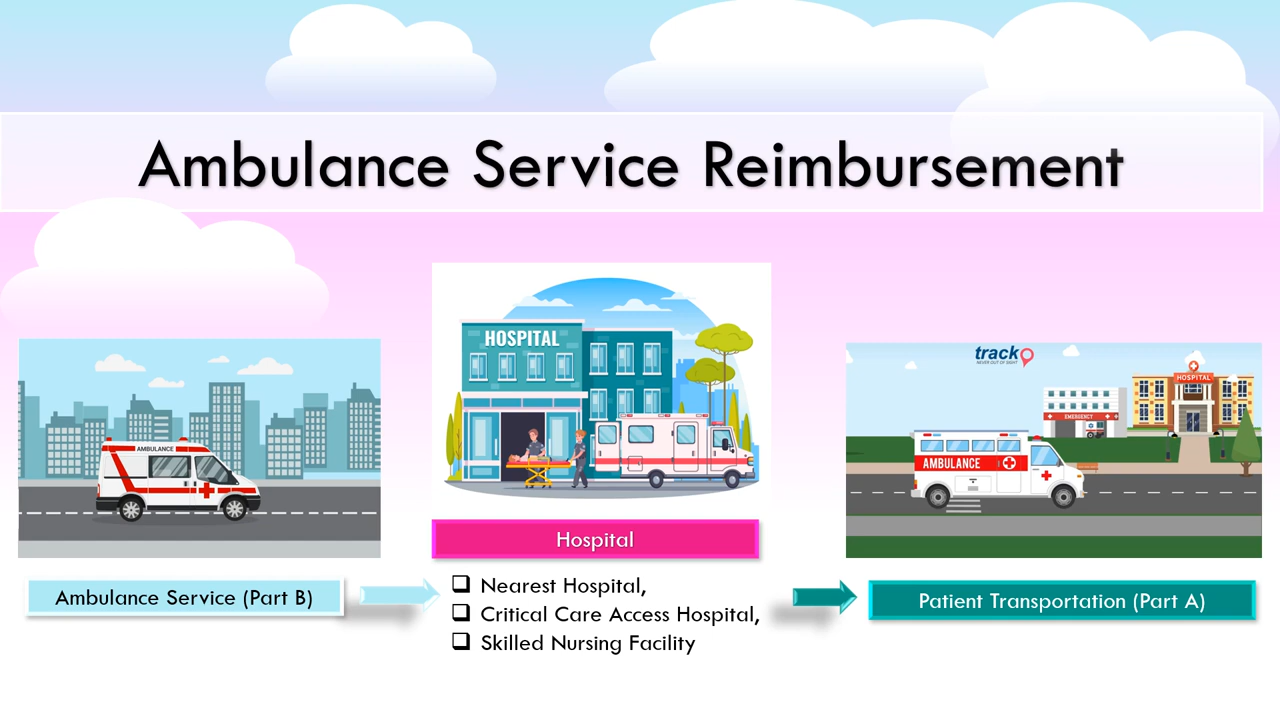 Ambulance Service Reimbursement
HOSPITAL
AMBULANCE
track
NEVER OUT OF SIGHT
HOSPITAL
EMERGENCY
AMBULANCE
Hospital
Ambulance Service (Part B)
❑ Nearest Hospital,
❑ Critical Care Access Hospital,
❑ Skilled Nursing Facility
Patient Transportation (Part A)